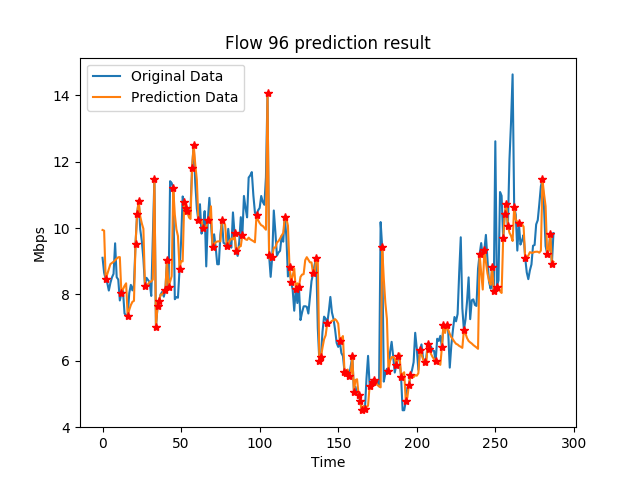 Flow 96 prediction result
Original Data
Prediction Data
14
12
10
8
6
4
Mbps
0 50 100 150 200 250 300
Time